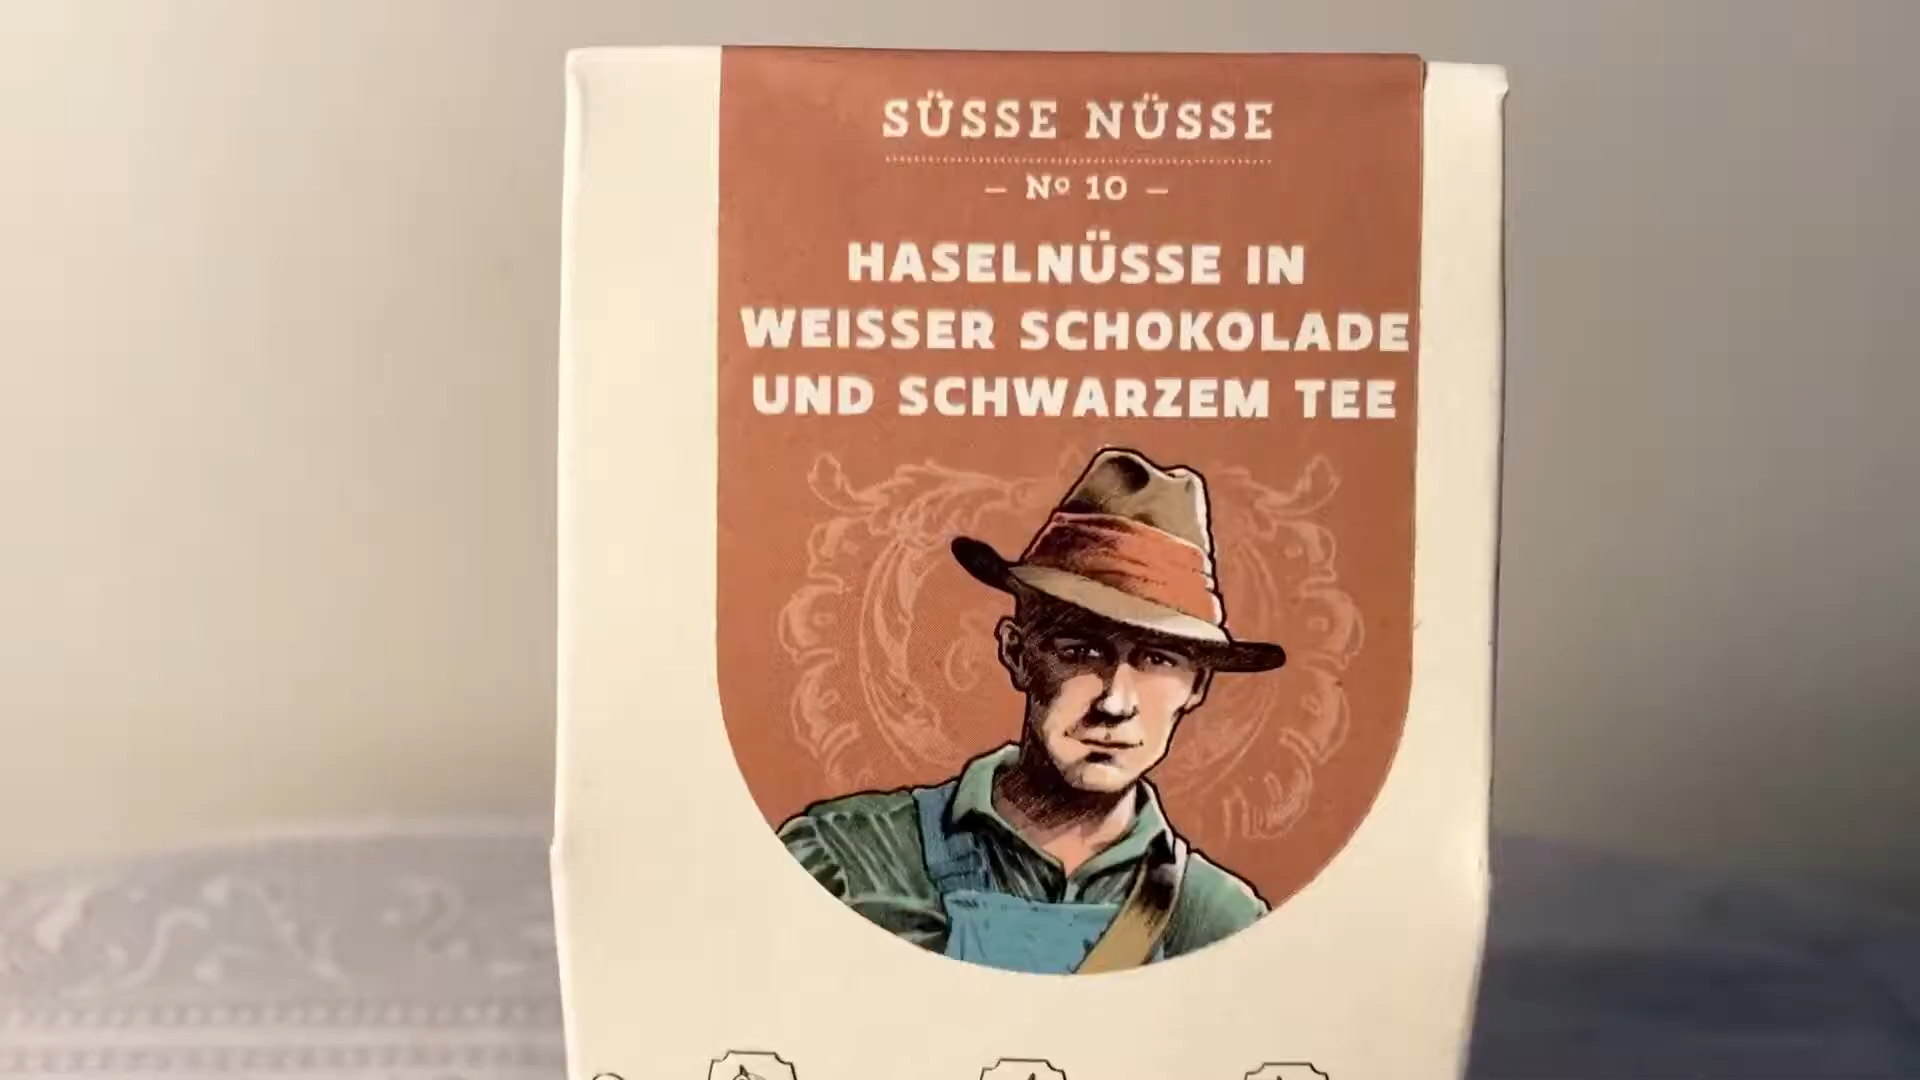 SÜSSE NÜSSE
– Nº 10 –
HASELNÜSSE IN
WEISSER SCHOKOLADE
UND SCHWARZEM TEE